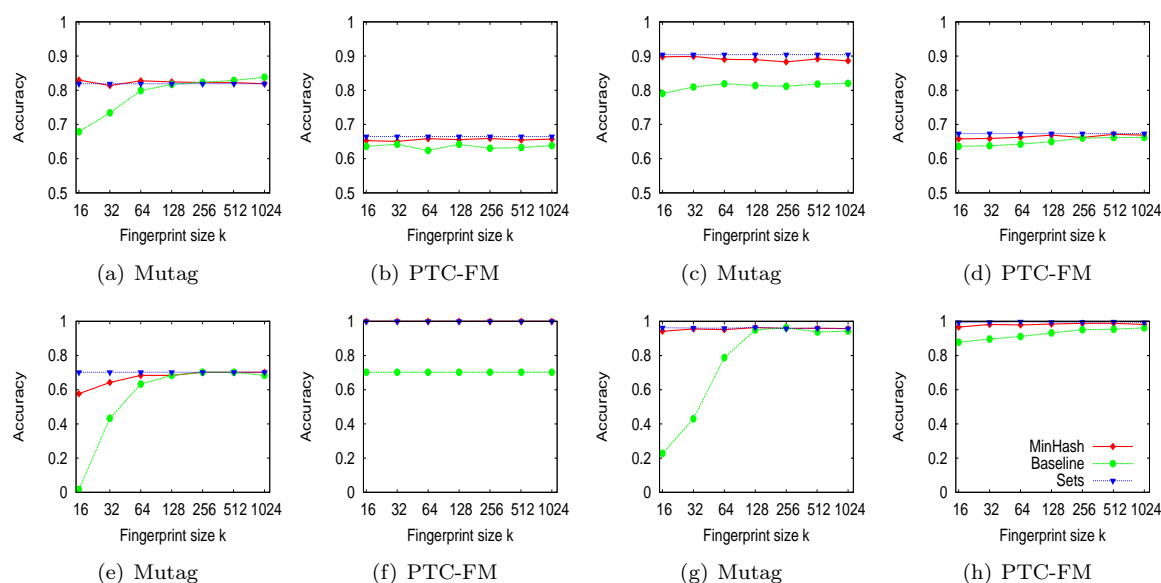 1
0.9
0.8
0.7
0.6
0.5
Accuracy
16 32 64 128 256 512 1024
Fingerprint size k
(a) Mutag
1
0.9
0.8
0.7
0.6
0.5
Accuracy
16 32 64 128 256 512 1024
Fingerprint size k
(b) PTC-FM
1
0.9
0.8
0.7
0.6
0.5
Accuracy
16 32 64 128 256 512 1024
Fingerprint size k
(c) Mutag
1
0.9
0.8
0.7
0.6
0.5
Accuracy
16 32 64 128 256 512 1024
Fingerprint size k
(d) PTC-FM
1
0.8
0.6
0.4
0.2
0
Accuracy
16 32 64 128 256 512 1024
Fingerprint size k
(e) Mutag
1
0.8
0.6
0.4
0.2
0
Accuracy
16 32 64 128 256 512 1024
Fingerprint size k
(f) PTC-FM
1
0.8
0.6
0.4
0.2
0
Accuracy
16 32 64 128 256 512 1024
Fingerprint size k
(g) Mutag
1
0.8
0.6
0.4
0.2
0
Accuracy
MinHash
Baseline
Sets
16 32 64 128 256 512 1024
Fingerprint size k
(h) PTC-FM